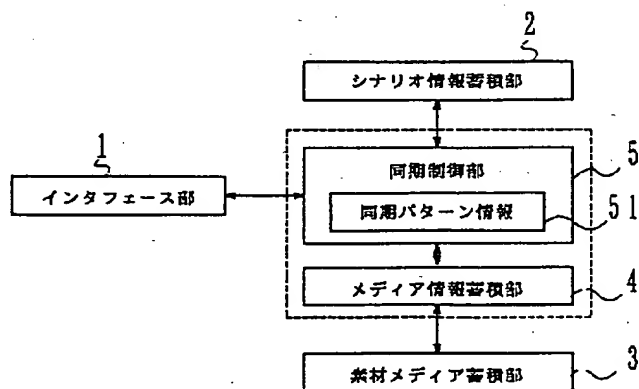 2
シナリオ情報蓄積部
1
インタフェース部
同期制御部
5
同期パターン情報
51
メディア情報蓄積部
4
素材メディア蓄積部
3